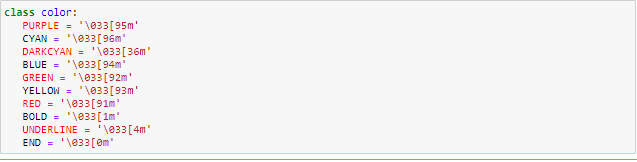 class color:
   PURPLE = '\033[95m'
   CYAN = '\033[96m'
   DARKCYAN = '\033[36m'
   BLUE = '\033[94m'
   GREEN = '\033[92m'
   YELLOW = '\033[93m'
   RED = '\033[91m'
   BOLD = '\033[1m'
   UNDERLINE = '\033[4m'
   END = '\033[0m'